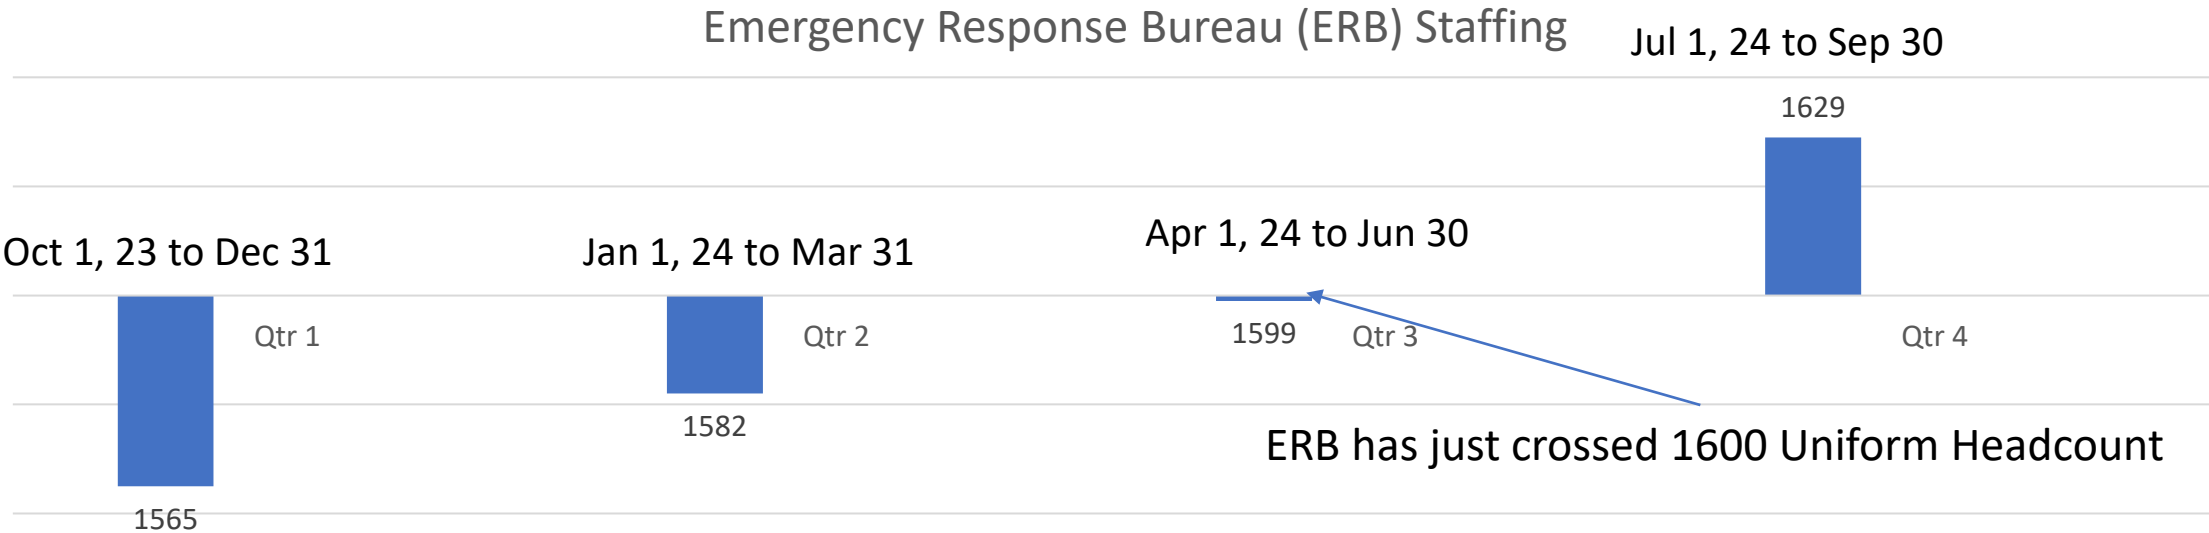 Emergency Response Bureau (ERB) Staffing
Jul 1, 24 to Sep 30
1629
Apr 1, 24 to Jun 30
Oct 1, 23 to Dec 31
Jan 1, 24 to Mar 31
Qtr 1
Qtr 2
1599
Qtr 3
Qtr 4
1582
ERB has just crossed 1600 Uniform Headcount
1565